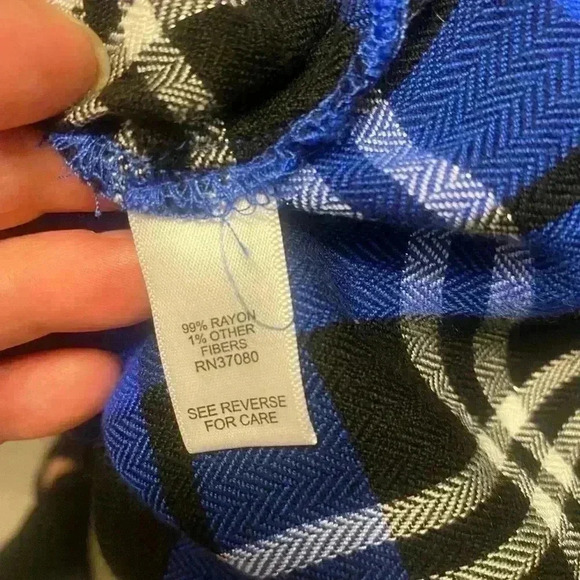 99% RAYON
1% OTHER
FIBERS
RN37080
SEE REVERSE
FOR CARE